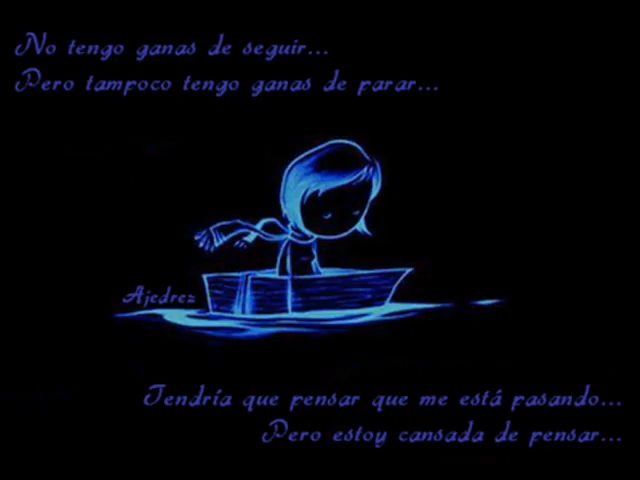 No tengo ganas de seguir...
Pero tampoco tengo ganas de parar...
Ajedrez
Tendría que pensar que me está pasando...
Pero estoy cansada de pensar...